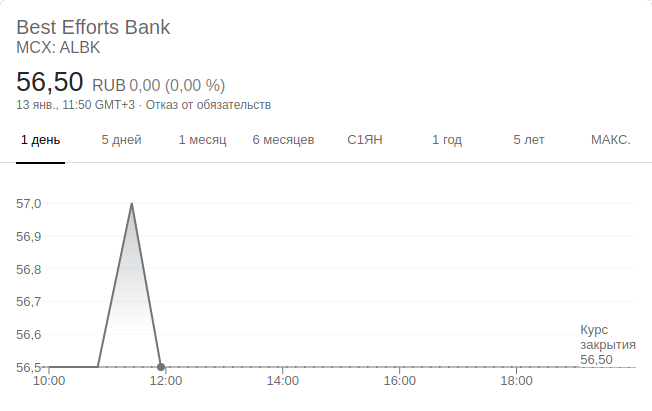 Best Efforts Bank
MCX: ALBK
56,50 RUB 0,00 (0,00 %)
13 янв., 11:50 GMT+3 · Отказ от обязательств
1 день 5 дней 1 месяц 6 месяцев С1ЯН 1 год 5 лет МАКС.
57,0
56,9
56,8
56,7
56,6
56,5
Курс
закрытия
56,50
10:00 12:00 14:00 16:00 18:00